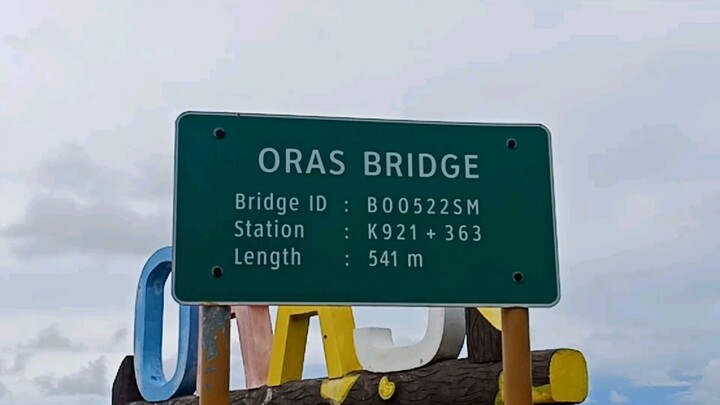 ORAS BRIDGE
Bridge ID : B00522SM
Station : K921 + 363
Length : 541 m